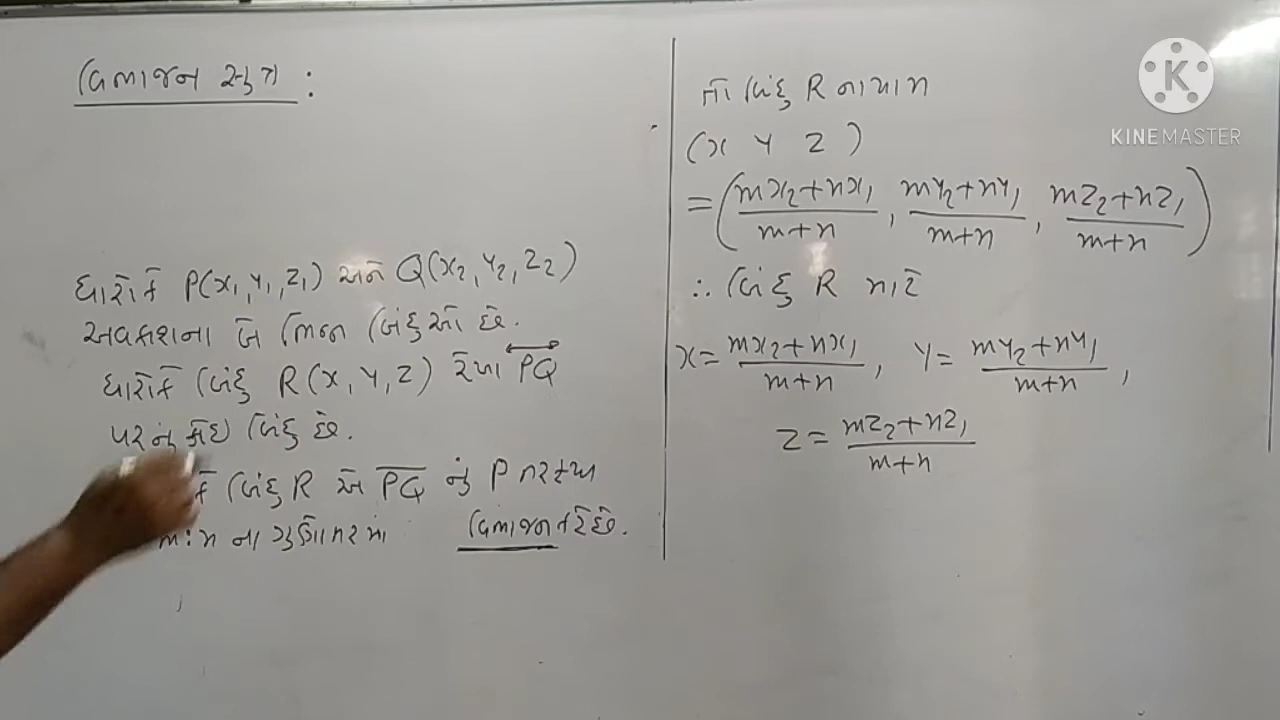 વિભાજન સૂત્ર :
ધારોકે P(x₁,y₁,z₁) અને Q(x₂,y₂,z₂)
અવકાશના બે ભિન્ન બિંદુઓ છે.
ધારોકે બિંદુ R(x,y,z) રેખા PQ
પરનું કોઇ બિંદુ છે.
બિંદુ R એ PQ નું P તરફથી
m:n ના ગુણોત્તરમાં વિભાજન કરે છે.
તો બિંદુ R ના યામ
(x y z)
= (mx₂+nx₁/m+n, my₂+ny₁/m+n, mz₂+nz₁/m+n)
∴ બિંદુ R માટે
x= mx₂+nx₁/m+n, y= my₂+ny₁/m+n,
z= mz₂+nz₁/m+n
KINEMASTER